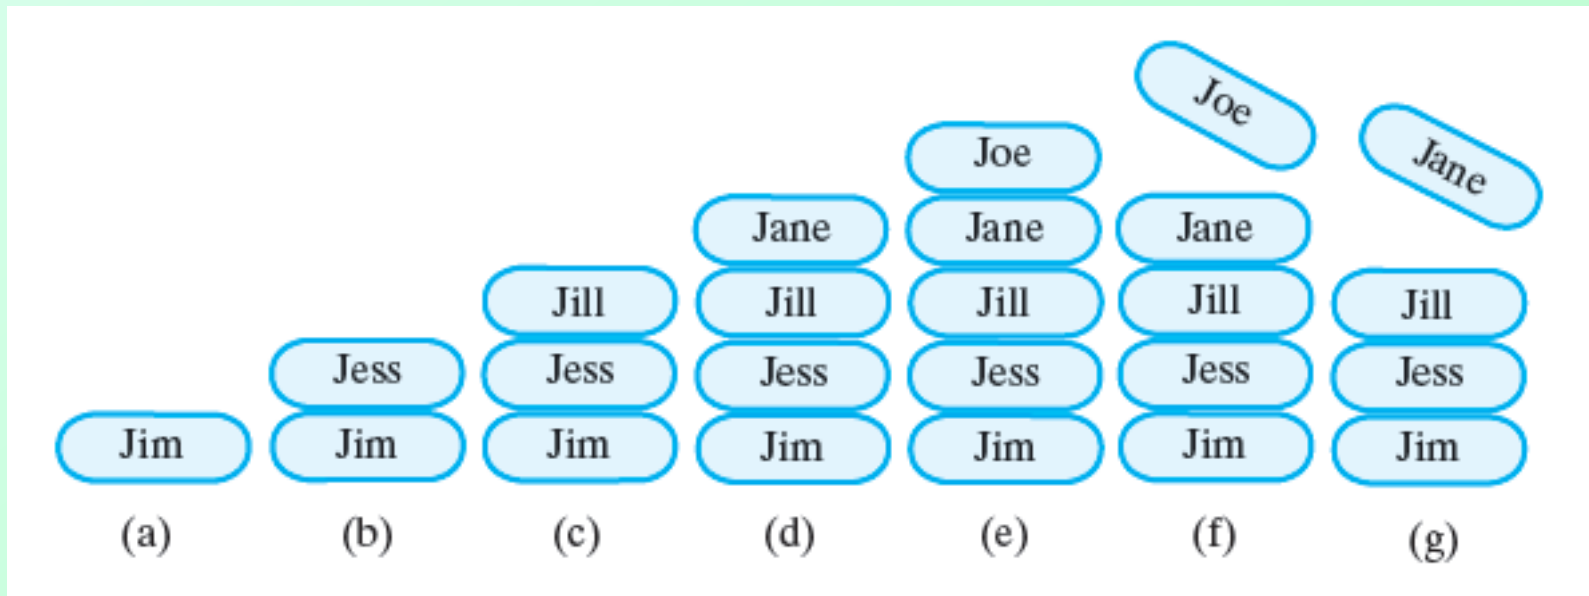 Joe
Joe Jane
Jane Jane Jane
Jill Jill Jill Jill Jill
Jess Jess Jess Jess Jess Jess
Jim Jim Jim Jim Jim Jim Jim
(a) (b) (c) (d) (e) (f) (g)